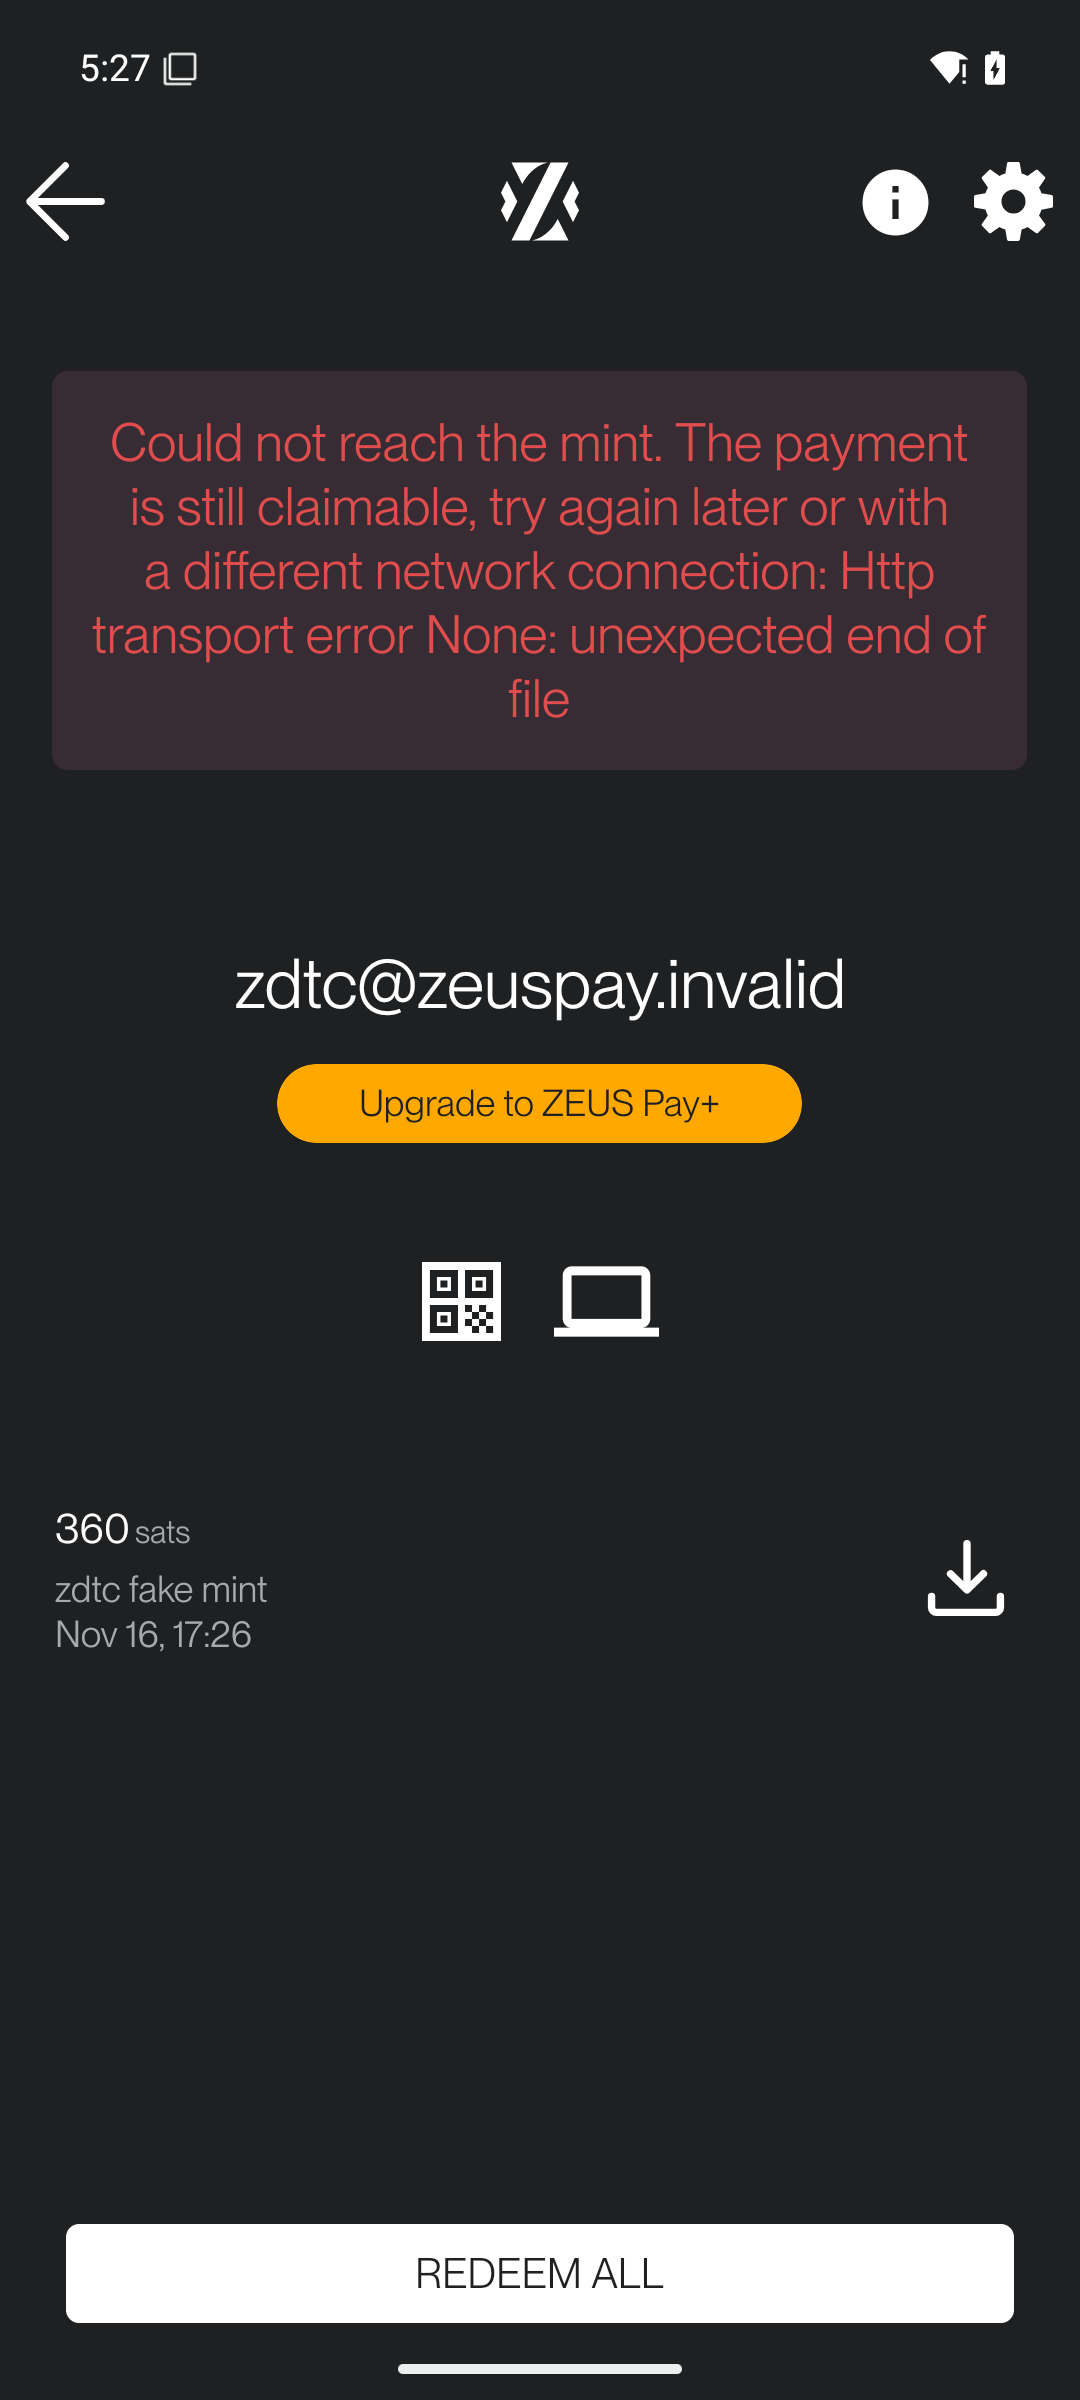 5:27
Could not reach the mint. The payment
is still claimable, try again later or with
a different network connection: Http
transport error None: unexpected end of
file
zdtc@zeuspay.invalid
Upgrade to ZEUS Pay+
360 sats
zdtc fake mint
Nov 16, 17:26
REDEEM ALL